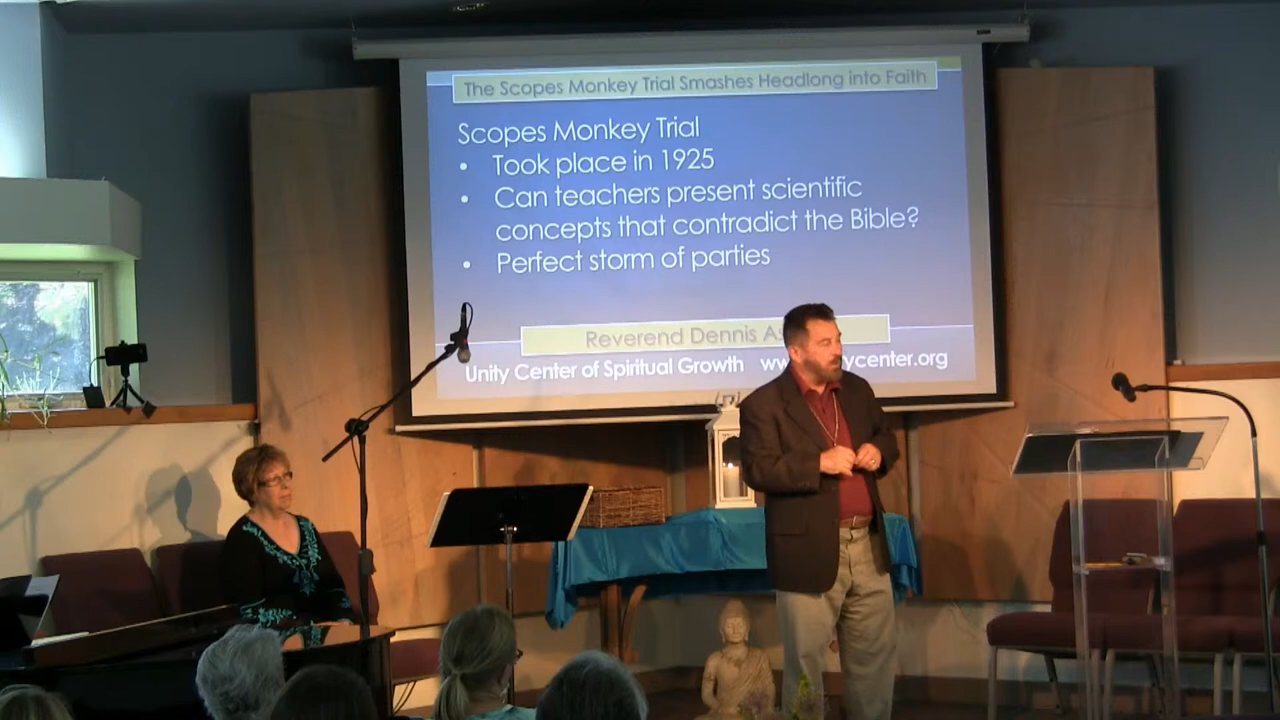 The Scopes Monkey Trial Smashes Headlong into Faith
Scopes Monkey Trial
• Took place in 1925
• Can teachers present scientific
concepts that contradict the Bible?
• Perfect storm of parties
Reverend Dennis
Unity Center of Spiritual Growth